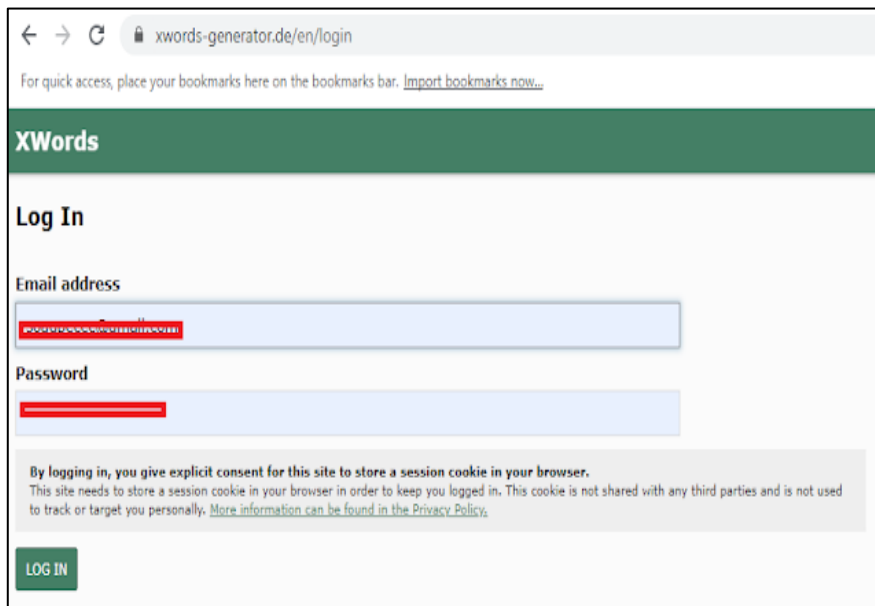 xwords-generator.de/en/login
For quick access, place your bookmarks here on the bookmarks bar. Import bookmarks now...
XWords
Log In
Email address
Password
By logging in, you give explicit consent for this site to store a session cookie in your browser.
This site needs to store a session cookie in your browser in order to keep you logged in. This cookie is not shared with any third parties and is not used
to track or target you personally. More information can be found in the Privacy Policy.
LOG IN